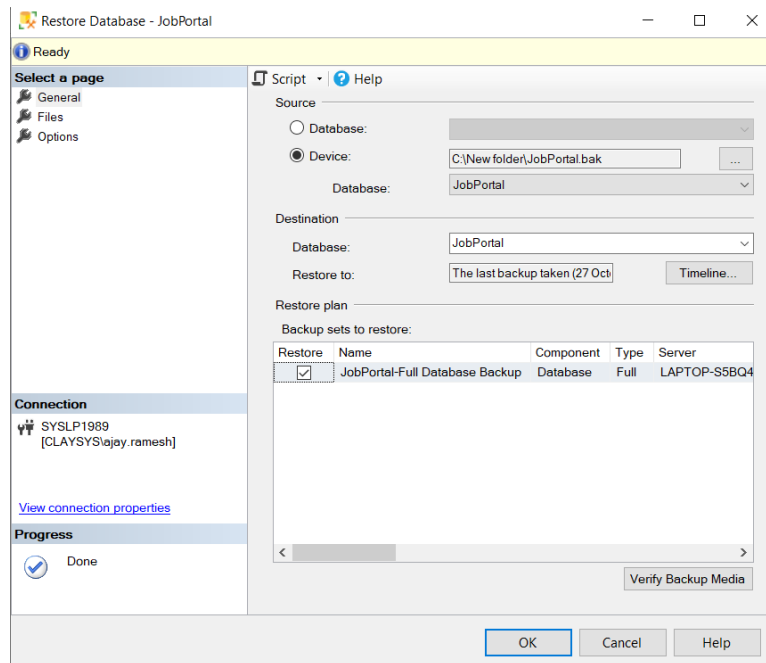 Restore Database - JobPortal
Ready
Select a page
General
Files
Options
Script Help
Source
Database:
Device: C:\New folder\JobPortal.bak ...
Database: JobPortal
Destination
Database: JobPortal
Restore to: The last backup taken (27 Oct Timeline...
Restore plan
Backup sets to restore:
Restore Name Component Type Server
JobPortal-Full Database Backup Database Full LAPTOP-S5BQ4
Connection
SYSLP1989
[CLAYSYS\ajay.ramesh]
View connection properties
Progress
Done
Verify Backup Media
OK Cancel Help